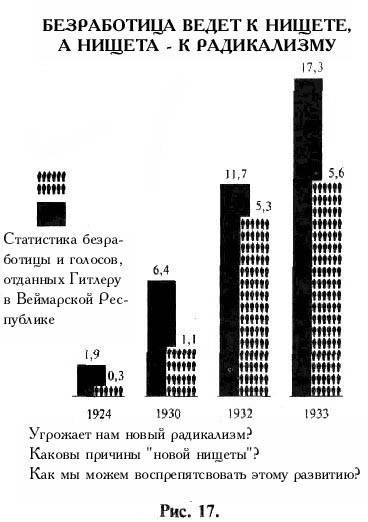 БЕЗРАБОТИЦА ВЕДЕТ К НИЩЕТЕ,
А НИЩЕТА - К РАДИКАЛИЗМУ
17,3
11,7
5,6
5,3
Статистика безра-
ботицы и голосов,
отданных Гитлеру
в Веймарской Рес-
публике
6,4
1,1
1,9
0,3
1924 1930 1932 1933
Угрожает нам новый радикализм?
Каковы причины "новой нищеты"?
Как мы можем воспрепятсвовать этому развитию?
Рис. 17.